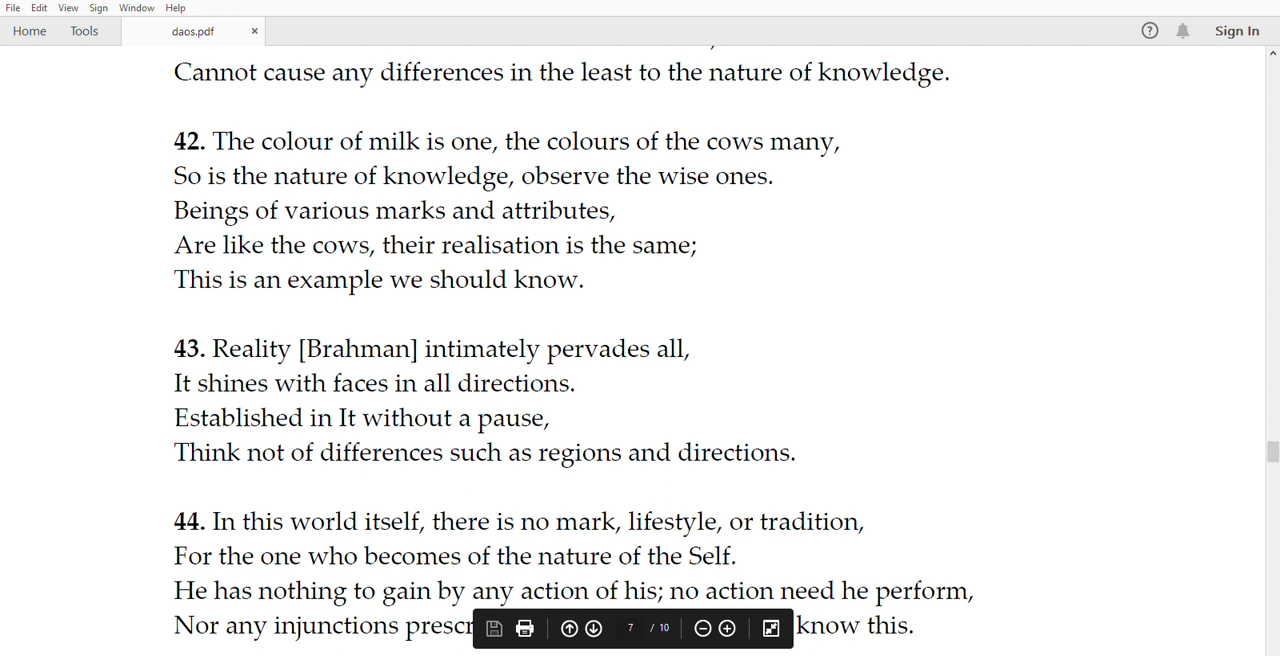 File Edit View Sign Window Help
Home Tools daos.pdf × ? Sign In
Cannot cause any differences in the least to the nature of knowledge.
42. The colour of milk is one, the colours of the cows many,
So is the nature of knowledge, observe the wise ones.
Beings of various marks and attributes,
Are like the cows, their realisation is the same;
This is an example we should know.
43. Reality [Brahman] intimately pervades all,
It shines with faces in all directions.
Established in It without a pause,
Think not of differences such as regions and directions.
44. In this world itself, there is no mark, lifestyle, or tradition,
For the one who becomes of the nature of the Self.
He has nothing to gain by any action of his; no action need he perform,
Nor any injunctions know this.
7 / 10